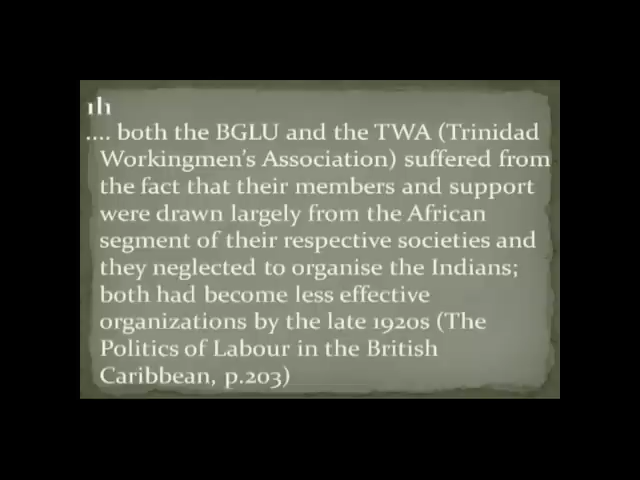 ıh
.... both the BGLU and the TWA (Trinidad
Workingmen's Association) suffered from
the fact that their members and support
were drawn largely from the African
segment of their respective societies and
they neglected to organise the Indians;
both had become less effective
organizations by the late 1920s (The
Politics of Labour in the British
Caribbean, p.203)